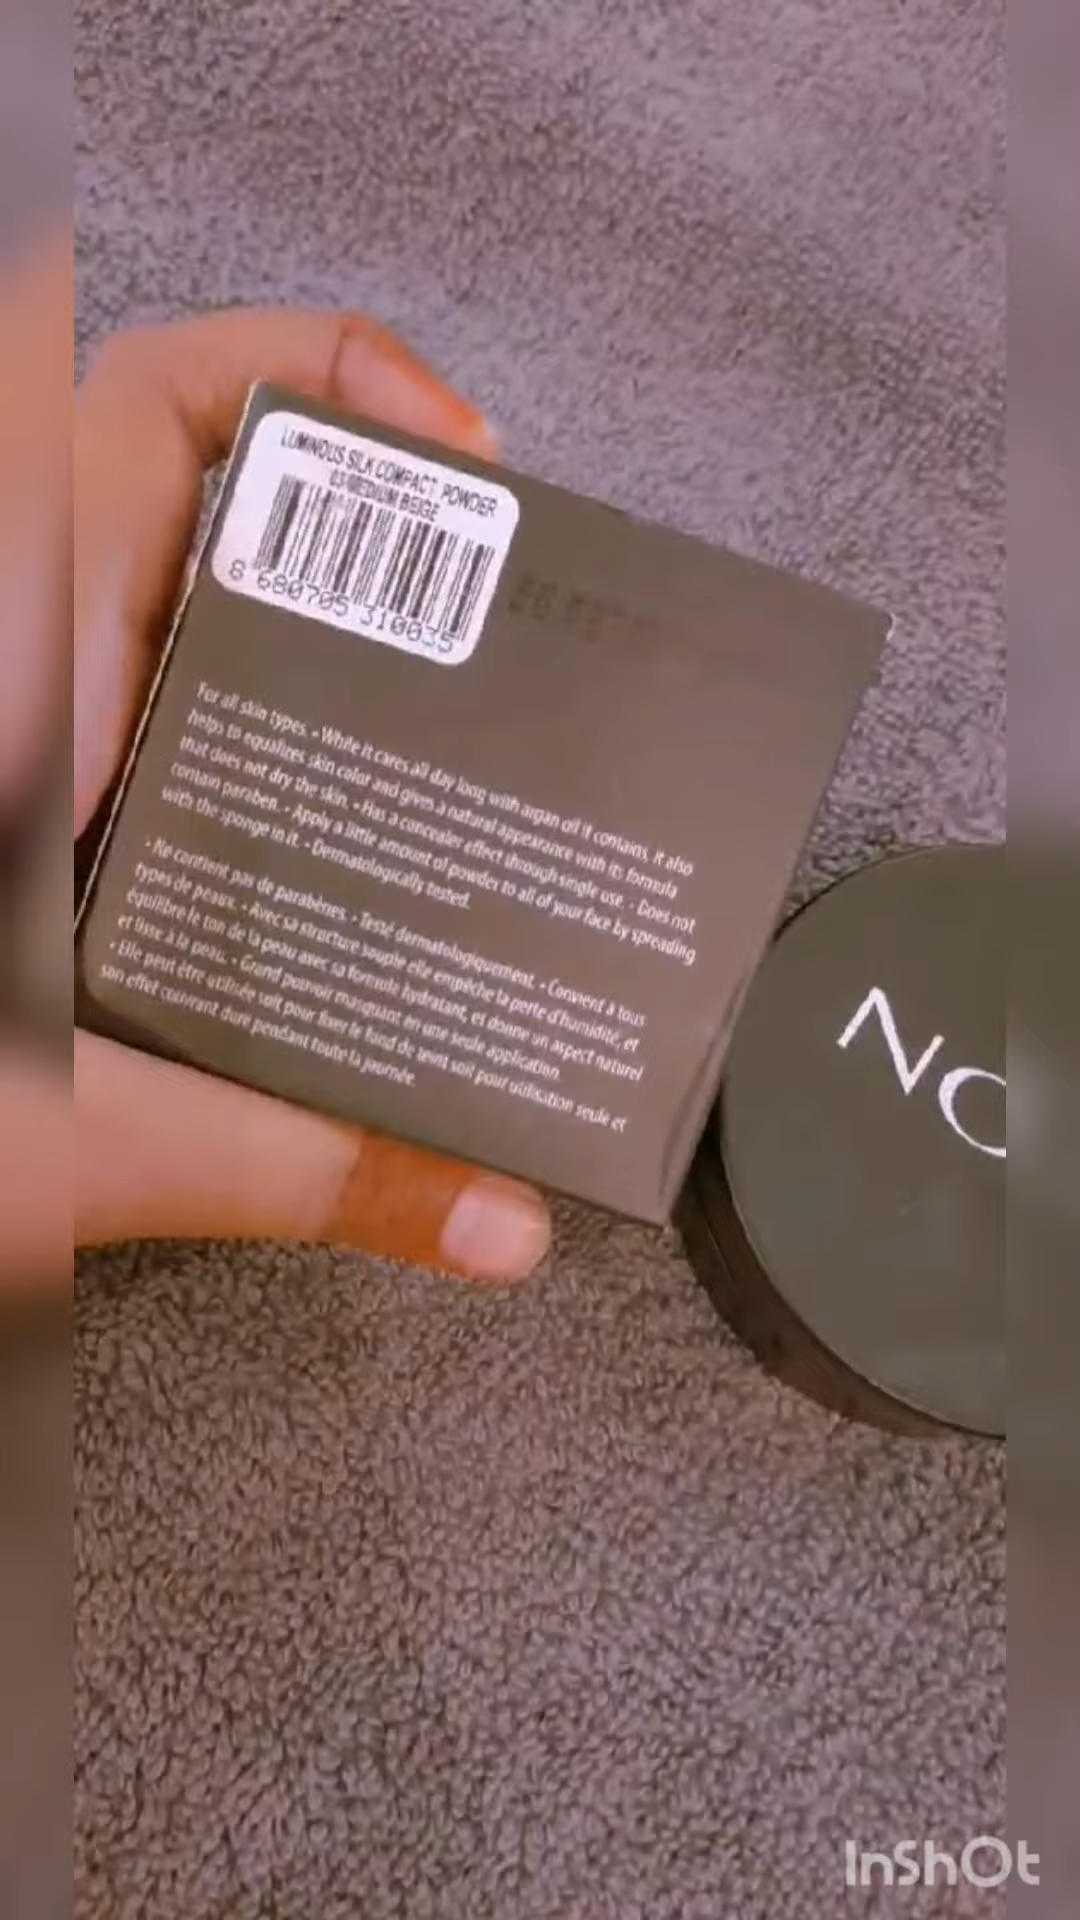 LUMINOUS SILK COMPACT POWDER
03 MEDIUM BEIGE
8 680705 310035
For all skin types. • While it cares all day long with argan oil it contains, it also
helps to equalizes skin color and gives a natural appearance with its formula
that does not dry the skin. • Has a concealer effect through single use. • Does not
contain paraben. • Apply a little amount of powder to all of your face by spreading
with the sponge in it. • Dermatologically tested.
• Ne contient pas de parabènes. • Testé dermatologiquement. • Convient à tous
types de peaux. • Avec sa structure souple elle empêche la perte d'humidité, et
équilibre le ton de la peau avec sa formule hydratant, et donne un aspect naturel
et lisse à la peau. • Grand pouvoir masquant en une seule application.
• Elle peut être utilisée soit pour fixer le fond de teint soit pour utilisation seule et
son effet couvrant dure pendant toute la journée.
NO
InShOt